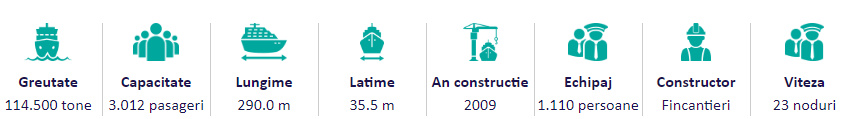 Greutate Capacitate Lungime Latime An constructie Echipaj Constructor Viteza
114.500 tone 3.012 pasageri 290.0 m 35.5 m 2009 1.110 persoane Fincantieri 23 noduri